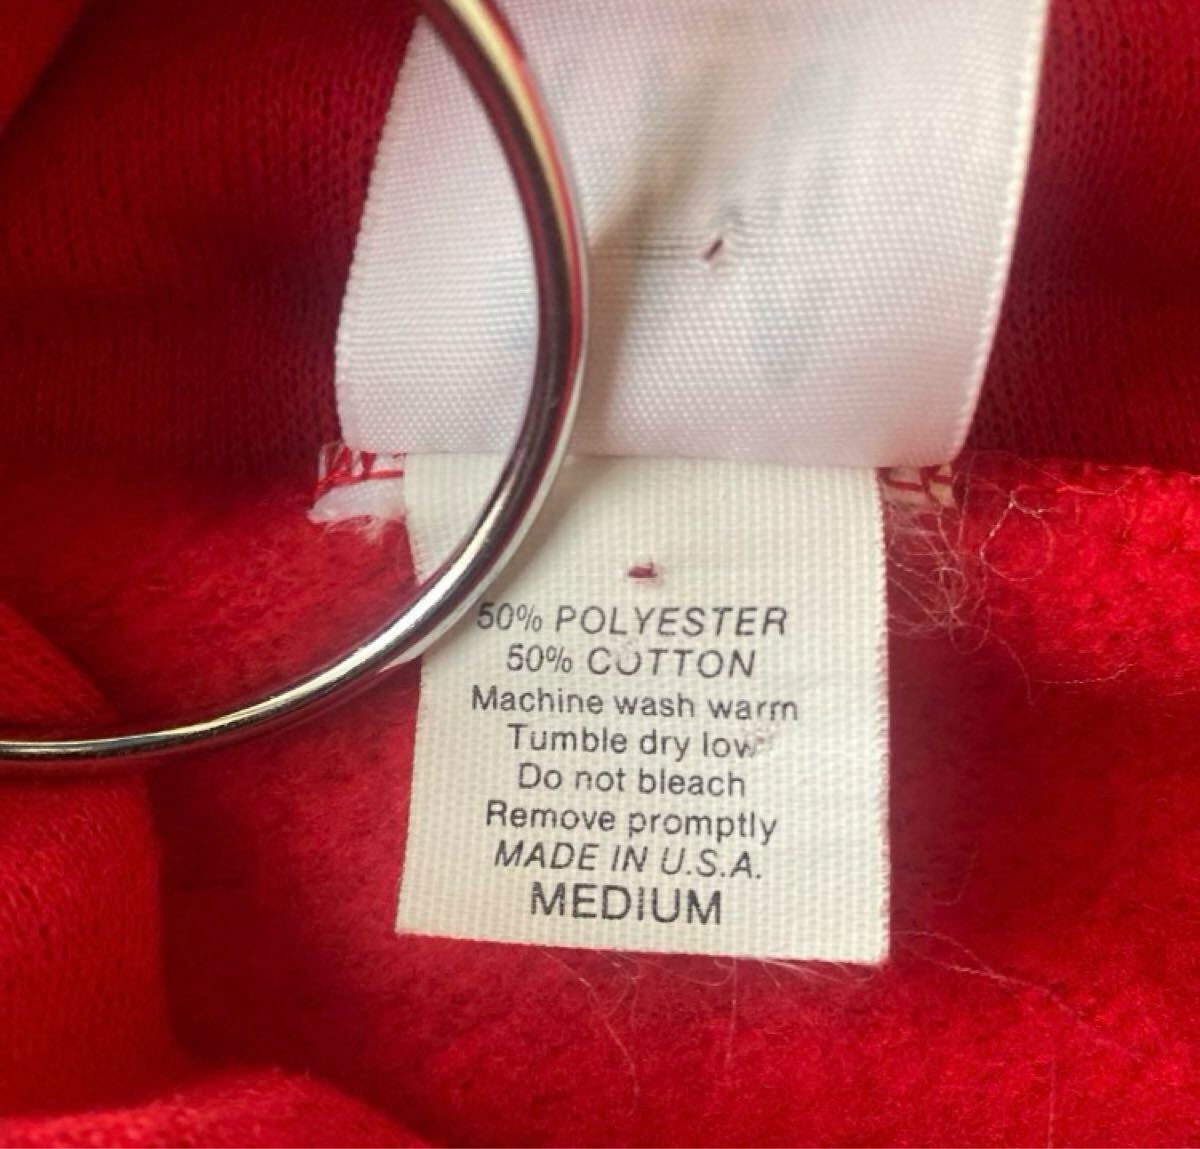 50% POLYESTER
50% COTTON
Machine wash warm
Tumble dry low
Do not bleach
Remove promptly
MADE IN U.S.A.
MEDIUM